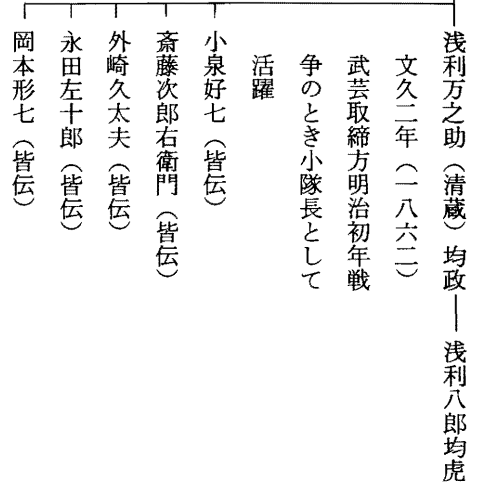 浅利万之助（清蔵）均政 ― 浅利八郎均虎
文久二年（一八六二）
武芸取締方明治初年戦
争のとき小隊長として
活躍
小泉好七（皆伝）
斎藤次郎右衛門（皆伝）
外崎久太夫（皆伝）
永田左十郎（皆伝）
岡本形七（皆伝）